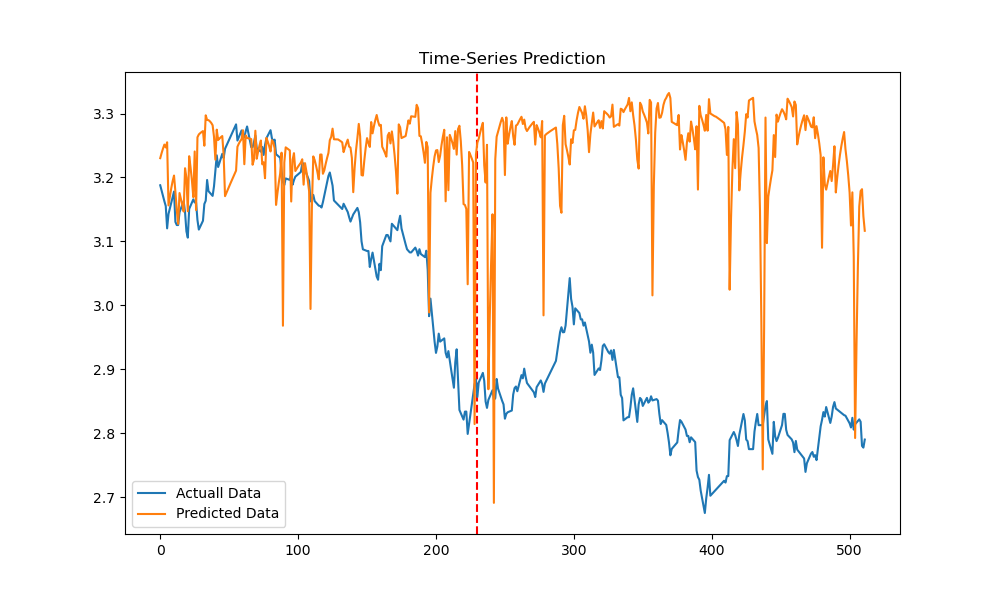 Time-Series Prediction
3.3
3.2
3.1
3.0
2.9
2.8
2.7
Actuall Data
Predicted Data
0 100 200 300 400 500